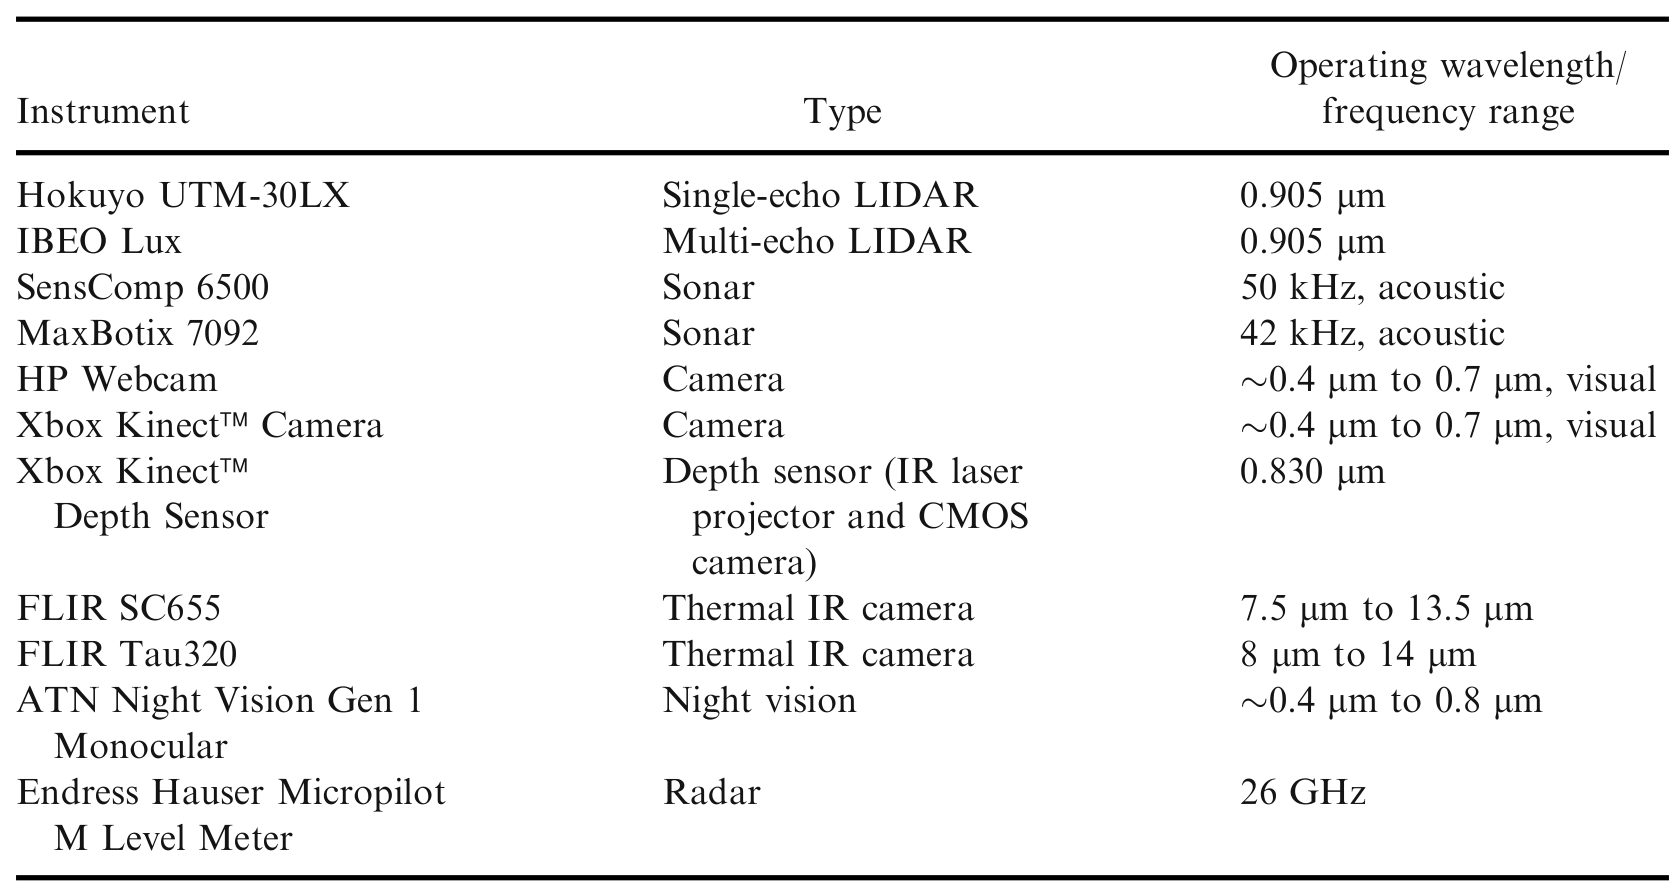 Operating wavelength/
Instrument Type frequency range
Hokuyo UTM-30LX Single-echo LIDAR 0.905 μm
IBEO Lux Multi-echo LIDAR 0.905 μm
SensComp 6500 Sonar 50 kHz, acoustic
MaxBotix 7092 Sonar 42 kHz, acoustic
HP Webcam Camera ~0.4 μm to 0.7 μm, visual
Xbox Kinect™ Camera Camera ~0.4 μm to 0.7 μm, visual
Xbox Kinect™ Depth sensor (IR laser 0.830 μm
Depth Sensor projector and CMOS
camera)
FLIR SC655 Thermal IR camera 7.5 μm to 13.5 μm
FLIR Tau320 Thermal IR camera 8 μm to 14 μm
ATN Night Vision Gen 1 Night vision ~0.4 μm to 0.8 μm
Monocular
Endress Hauser Micropilot Radar 26 GHz
M Level Meter